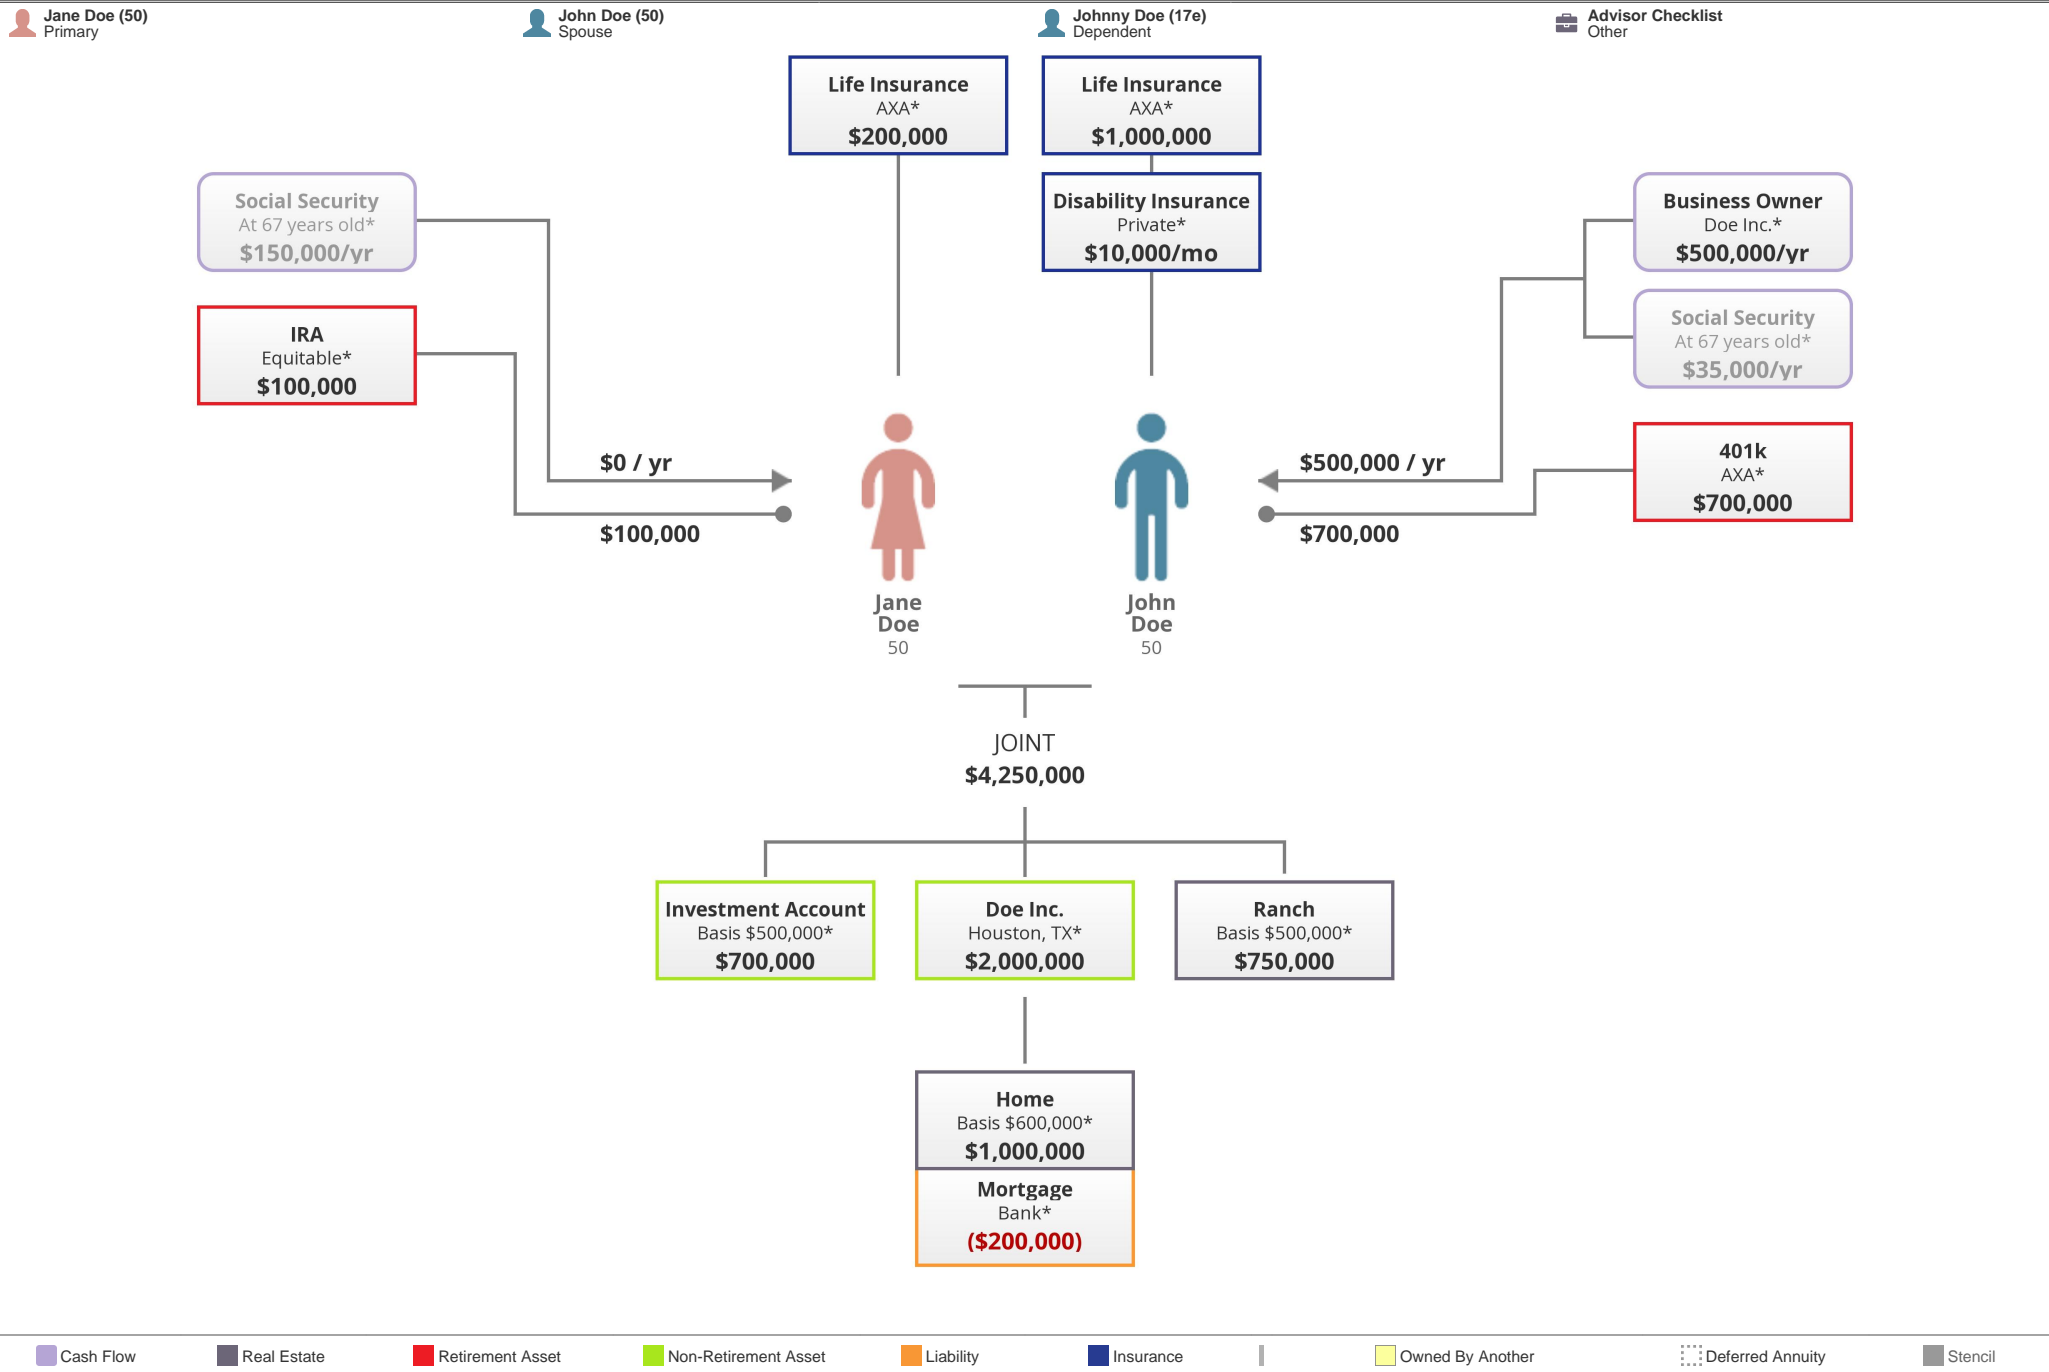 Jane Doe (50)
Primary
John Doe (50)
Spouse
Johnny Doe (17e)
Dependent
Advisor Checklist
Other
Life Insurance
AXA*
$200,000
Life Insurance
AXA*
$1,000,000
Social Security
At 67 years old*
$150,000/yr
Disability Insurance
Private*
$10,000/mo
Business Owner
Doe Inc.*
$500,000/yr
IRA
Equitable*
$100,000
Social Security
At 67 years old*
$35,000/yr
401k
AXA*
$700,000
$0 / yr
$100,000
$500,000 / yr
$700,000
Jane
Doe
50
John
Doe
50
JOINT
$4,250,000
Investment Account
Basis $500,000*
$700,000
Doe Inc.
Houston, TX*
$2,000,000
Ranch
Basis $500,000*
$750,000
Home
Basis $600,000*
$1,000,000
Mortgage
Bank*
($200,000)
Cash Flow
Real Estate
Retirement Asset
Non-Retirement Asset
Liability
Insurance
Owned By Another
Deferred Annuity
Stencil